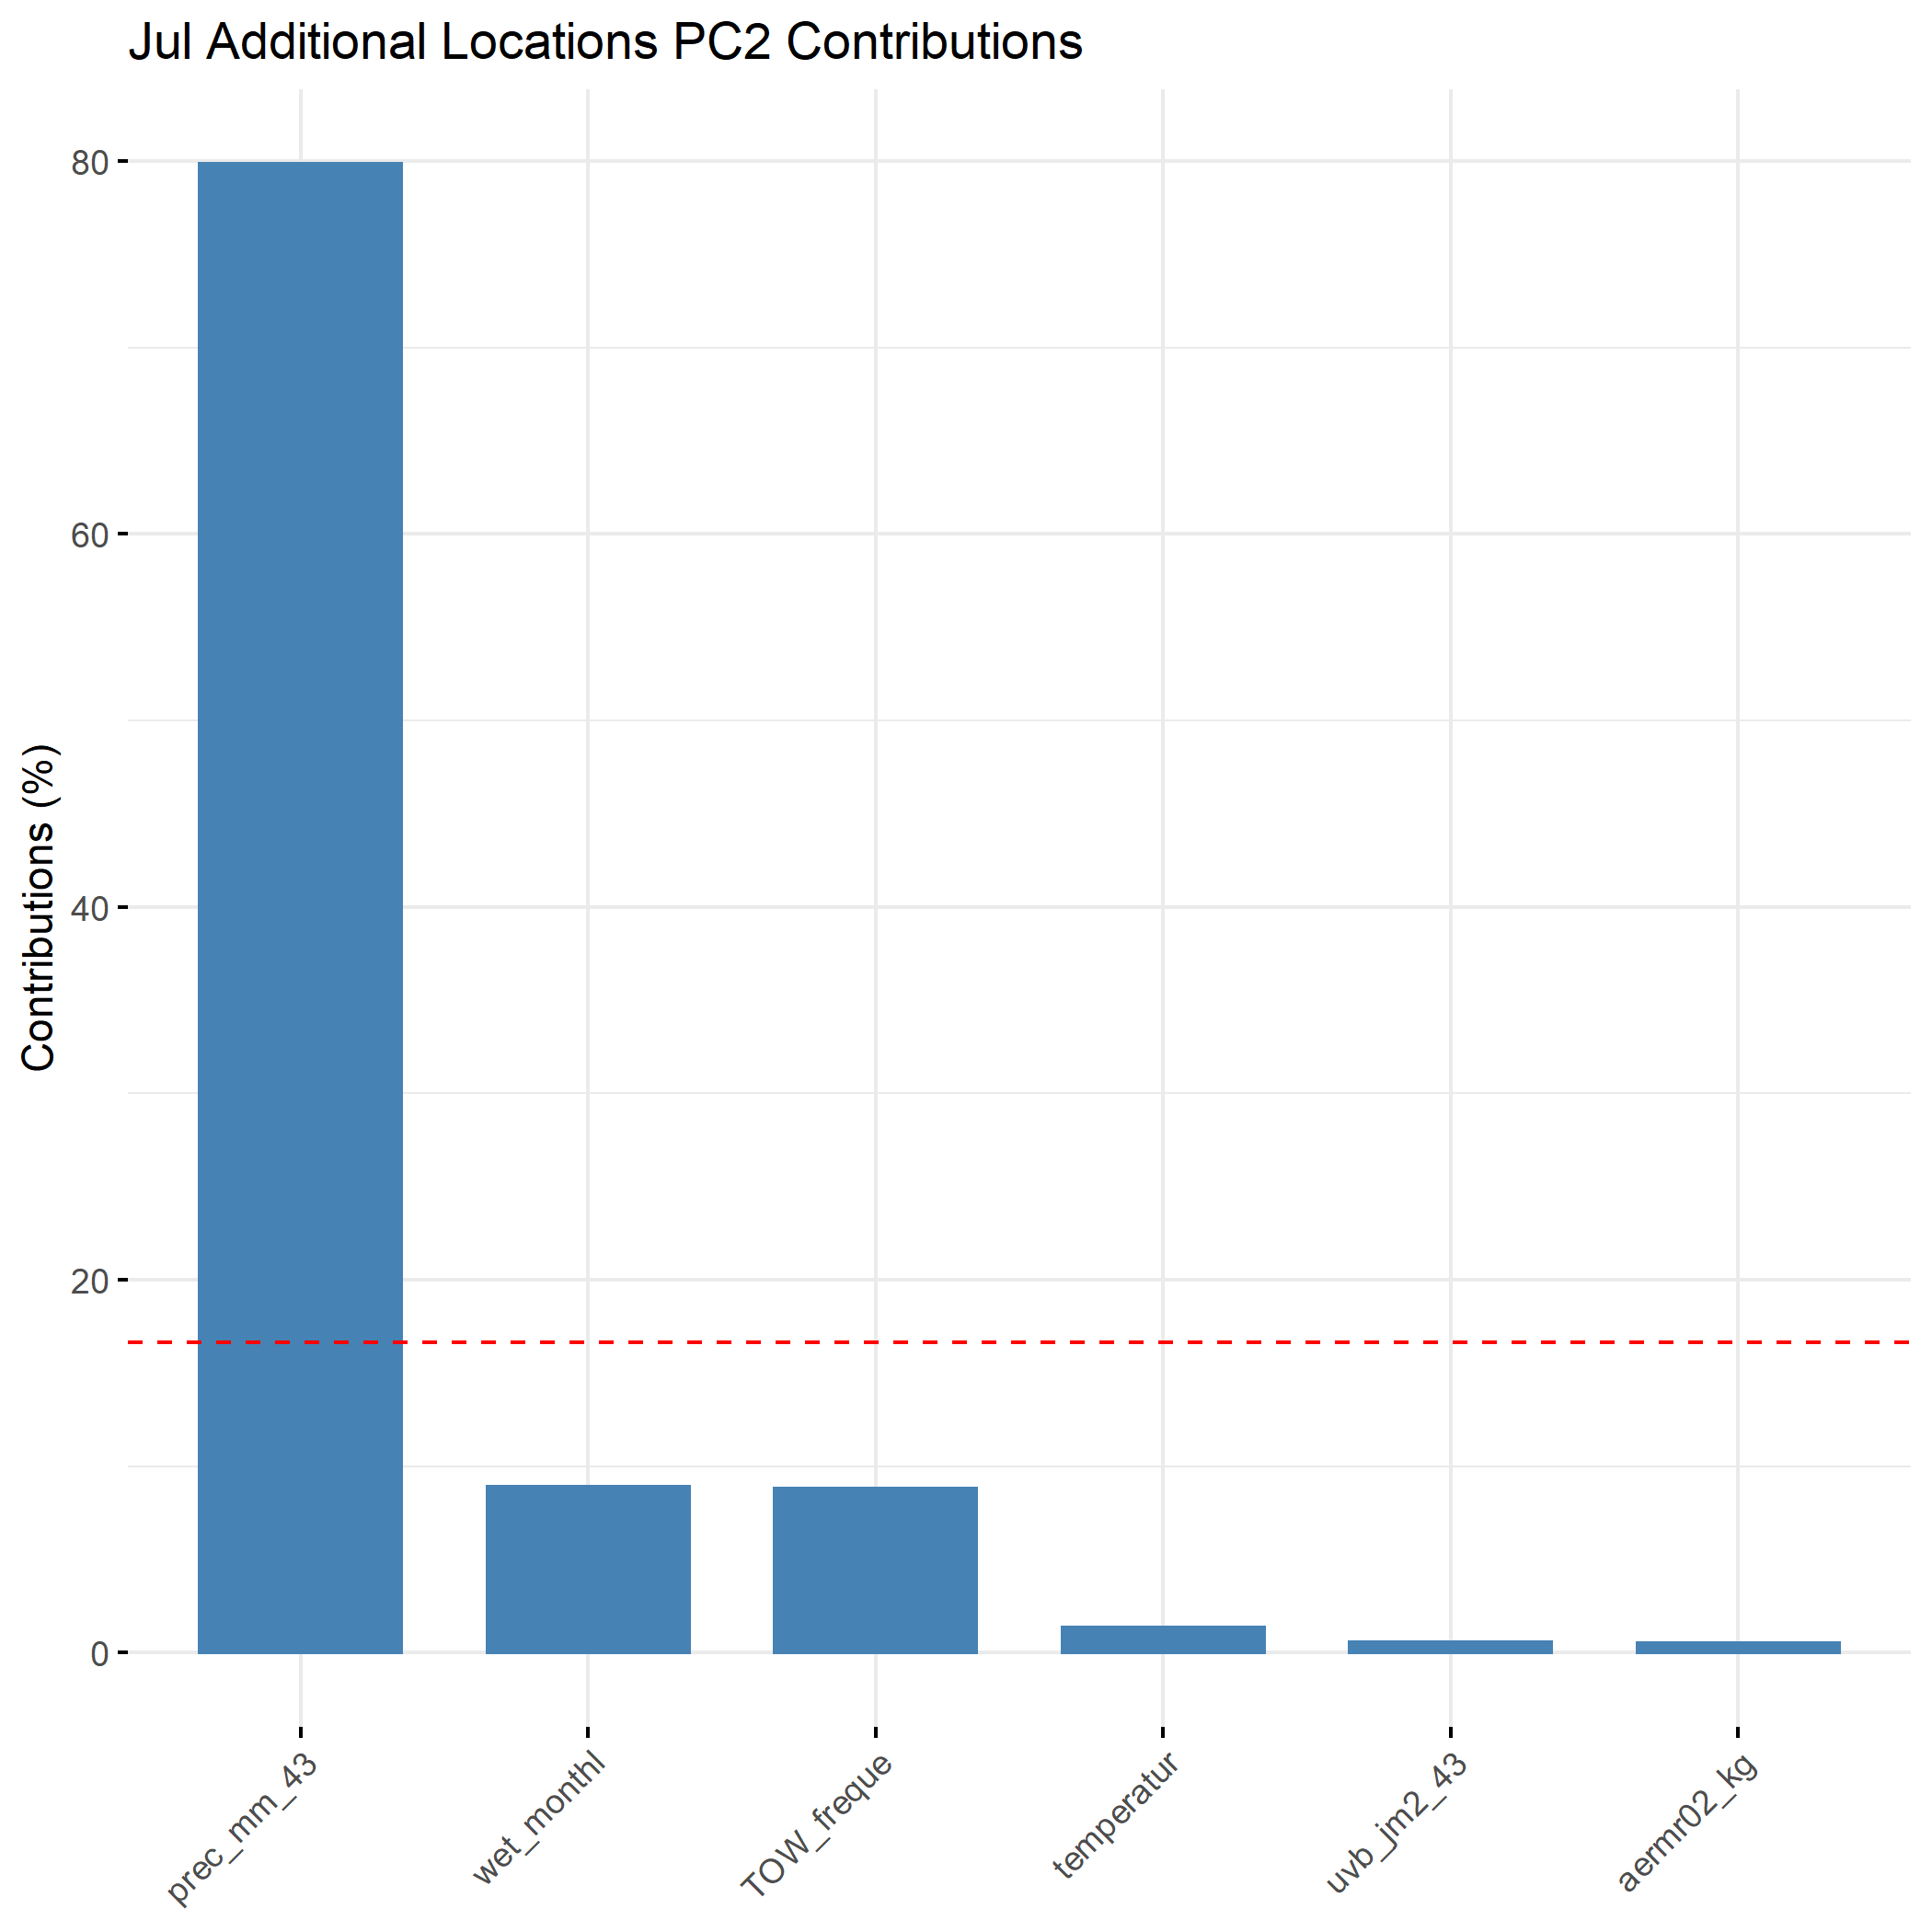 Jul Additional Locations PC2 Contributions
Contributions (%)
80
60
40
20
0
prec_mm_43
wet_monthl
TOW_freque
temperatur
uvb_jm2_43
aermr02_kg